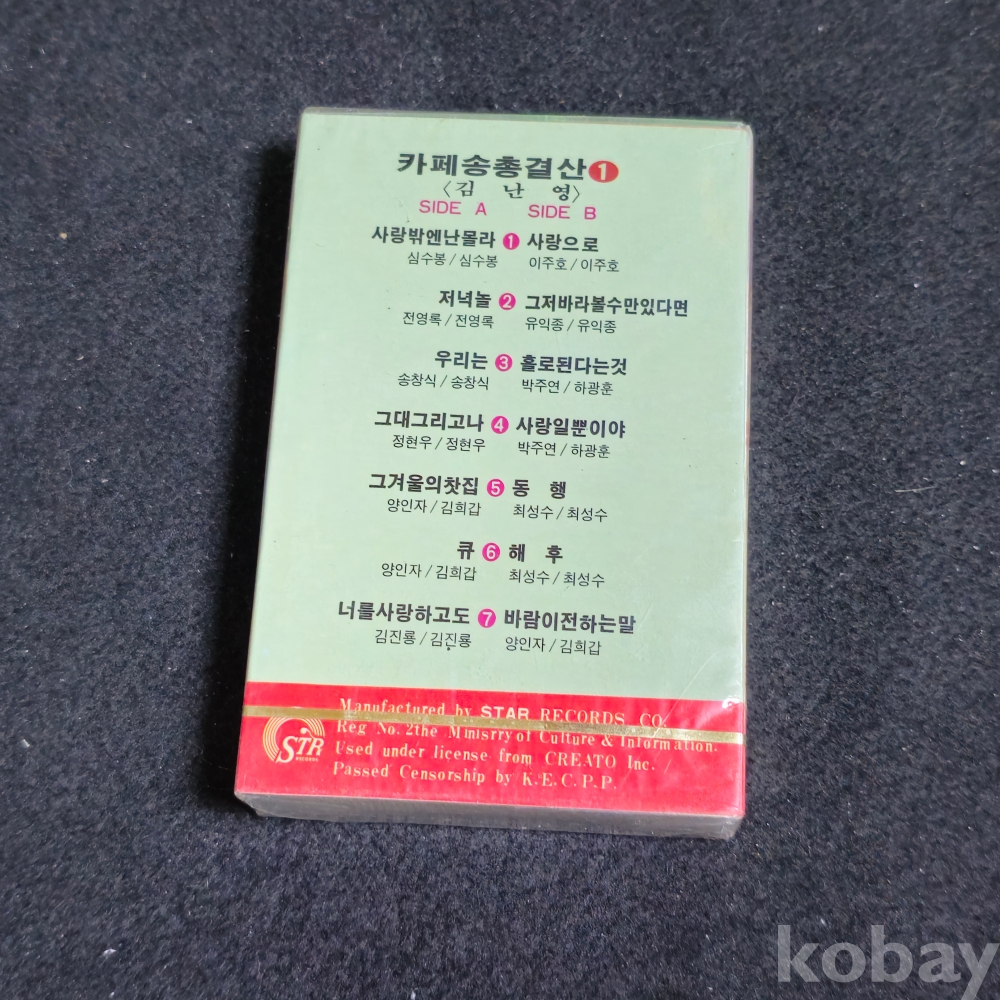 카페송총결산 1
〈김 난 영〉
SIDE A SIDE B
사랑밖엔난몰라 1 사랑으로
심수봉 / 심수봉 이주호 / 이주호
저녁놀 2 그저바라볼수만있다면
전영록 / 전영록 유익종 / 유익종
우리는 3 홀로된다는것
송창식 / 송창식 박주연 / 하광훈
그대그리고나 4 사랑일뿐이야
정현우 / 정현우 박주연 / 하광훈
그겨울의찻집 5 동 행
양인자 / 김희갑 최성수 / 최성수
큐 6 해 후
양인자 / 김희갑 최성수 / 최성수
너를사랑하고도 7 바람이전하는말
김진룡 / 김진룡 양인자 / 김희갑
Manufactured by STAR RECORDS CO.
Reg No. 2the Minisrry of Culture & Information.
Used under license from CREATO Inc.
Passed Censorship by K.E.C.P.P.
STR
RECORDS
kobay